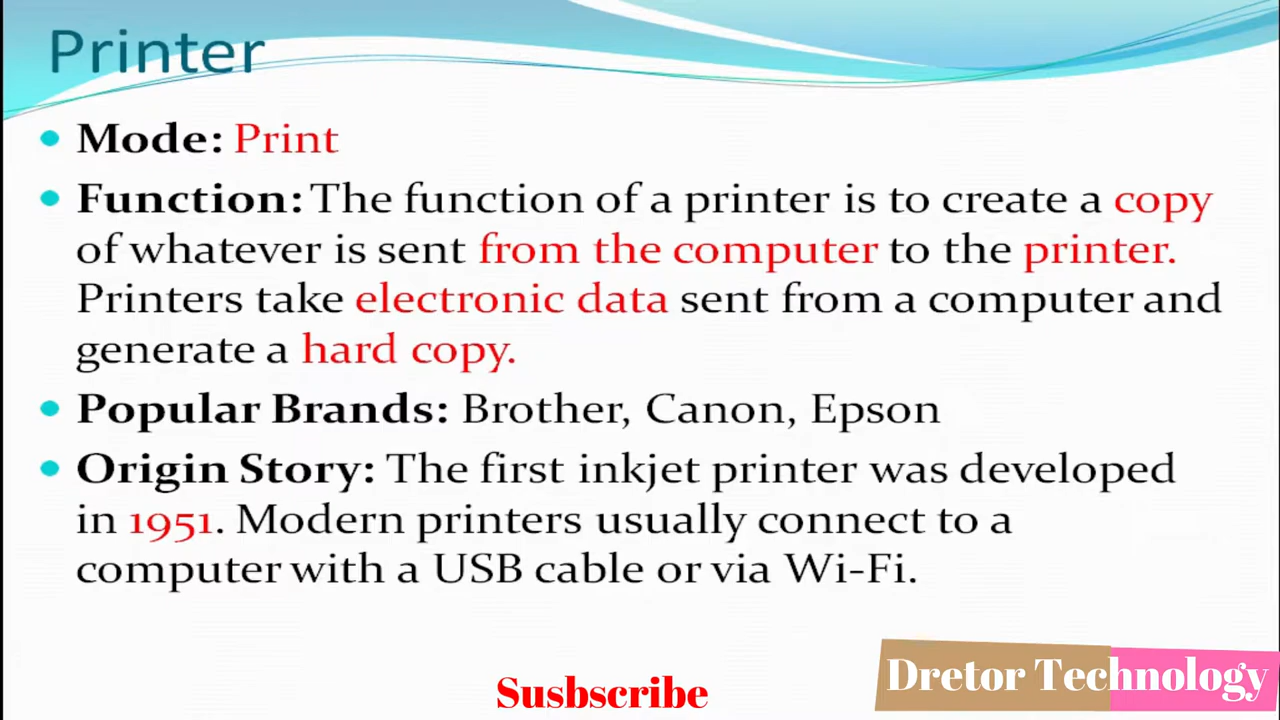 Printer
Mode: Print
Function: The function of a printer is to create a copy
of whatever is sent from the computer to the printer.
Printers take electronic data sent from a computer and
generate a hard copy.
Popular Brands: Brother, Canon, Epson
Origin Story: The first inkjet printer was developed
in 1951. Modern printers usually connect to a
computer with a USB cable or via Wi-Fi.
Susbscribe
Dretor Technology